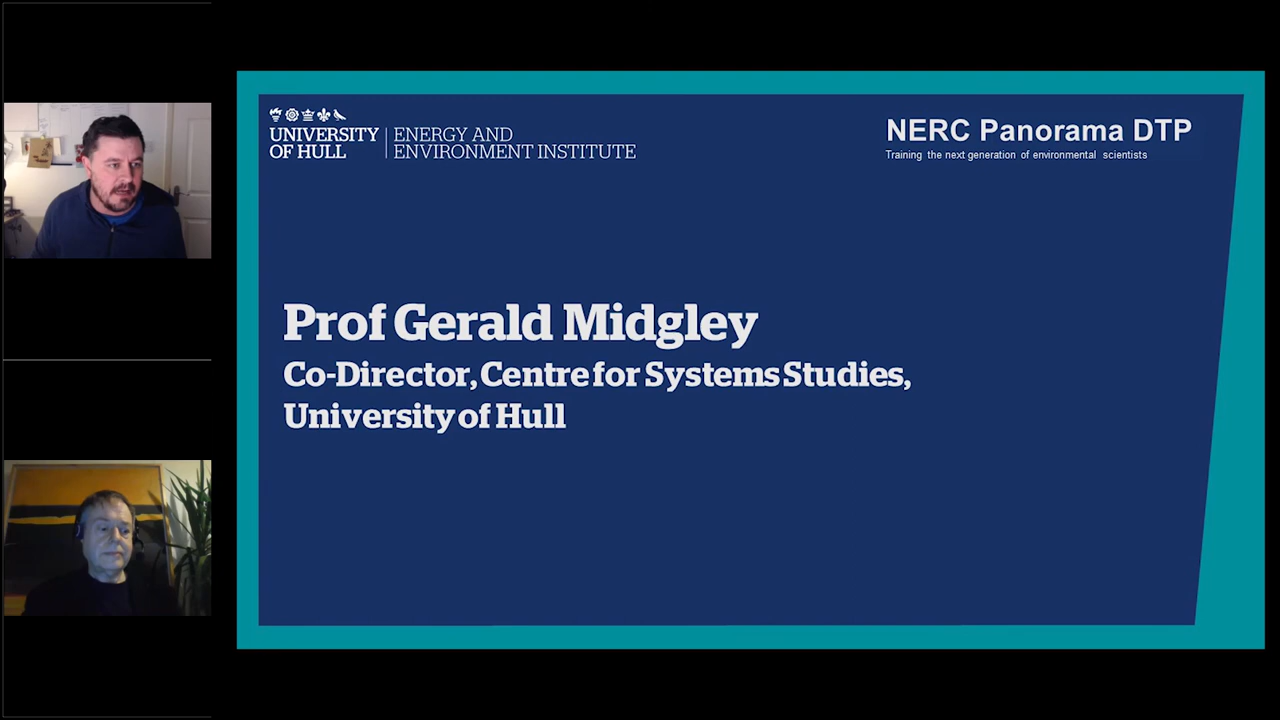 UNIVERSITY
OF HULL
ENERGY AND
ENVIRONMENT INSTITUTE
NERC Panorama DTP
Training the next generation of environmental scientists
Prof Gerald Midgley
Co-Director, Centre for Systems Studies,
University of Hull